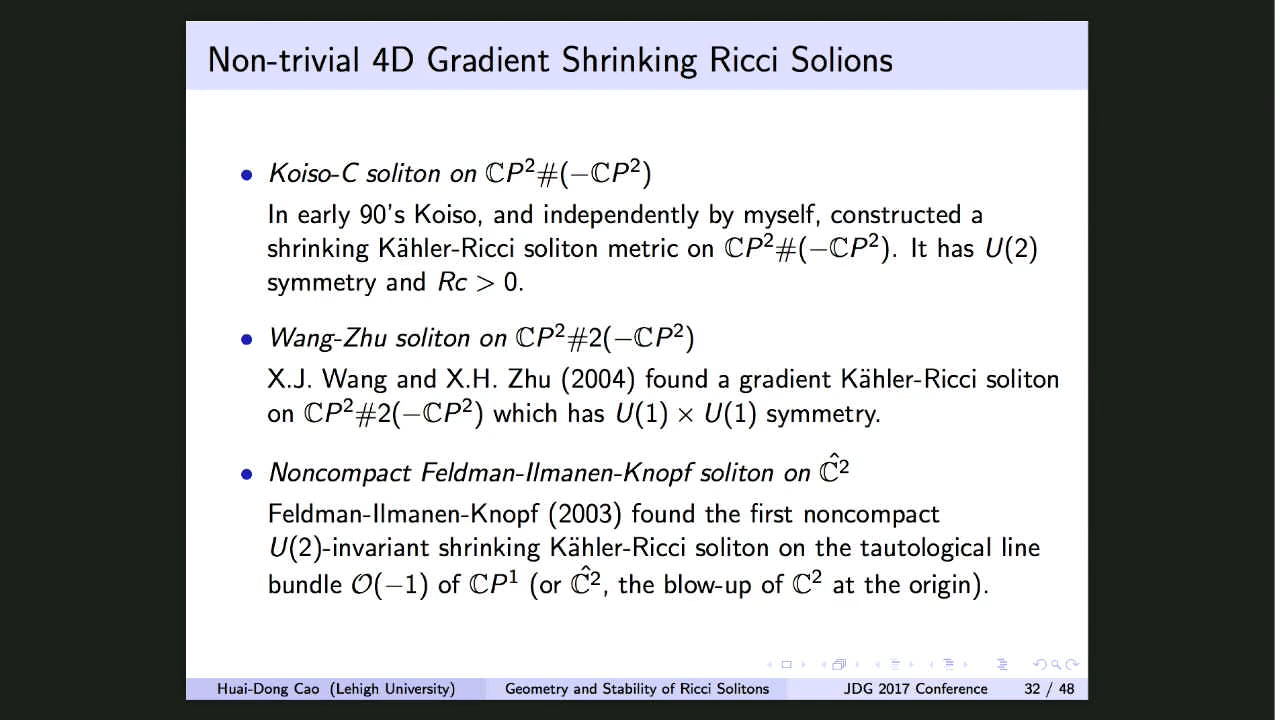 Non-trivial 4D Gradient Shrinking Ricci Solions
• Koiso-C soliton on ℂP²#(−ℂP²)
In early 90's Koiso, and independently by myself, constructed a
shrinking Kähler-Ricci soliton metric on ℂP²#(−ℂP²). It has U(2)
symmetry and Rc > 0.
• Wang-Zhu soliton on ℂP²#2(−ℂP²)
X.J. Wang and X.H. Zhu (2004) found a gradient Kähler-Ricci soliton
on ℂP²#2(−ℂP²) which has U(1) × U(1) symmetry.
• Noncompact Feldman-Ilmanen-Knopf soliton on ℂ̂²
Feldman-Ilmanen-Knopf (2003) found the first noncompact
U(2)-invariant shrinking Kähler-Ricci soliton on the tautological line
bundle 𝒪(−1) of ℂP¹ (or ℂ̂², the blow-up of ℂ² at the origin).
Huai-Dong Cao (Lehigh University) Geometry and Stability of Ricci Solitons JDG 2017 Conference 32 / 48